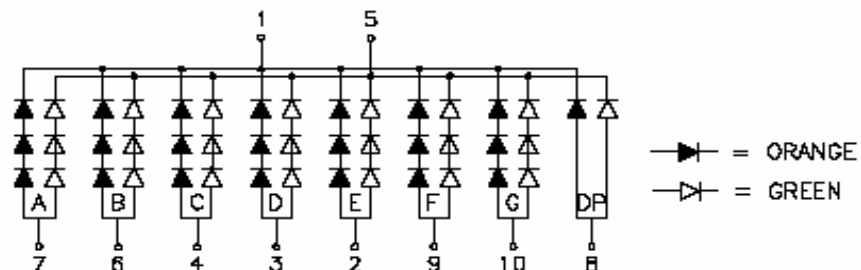 1 5
A B C D E F G DP
7 6 4 3 2 9 10 8
= ORANGE
= GREEN